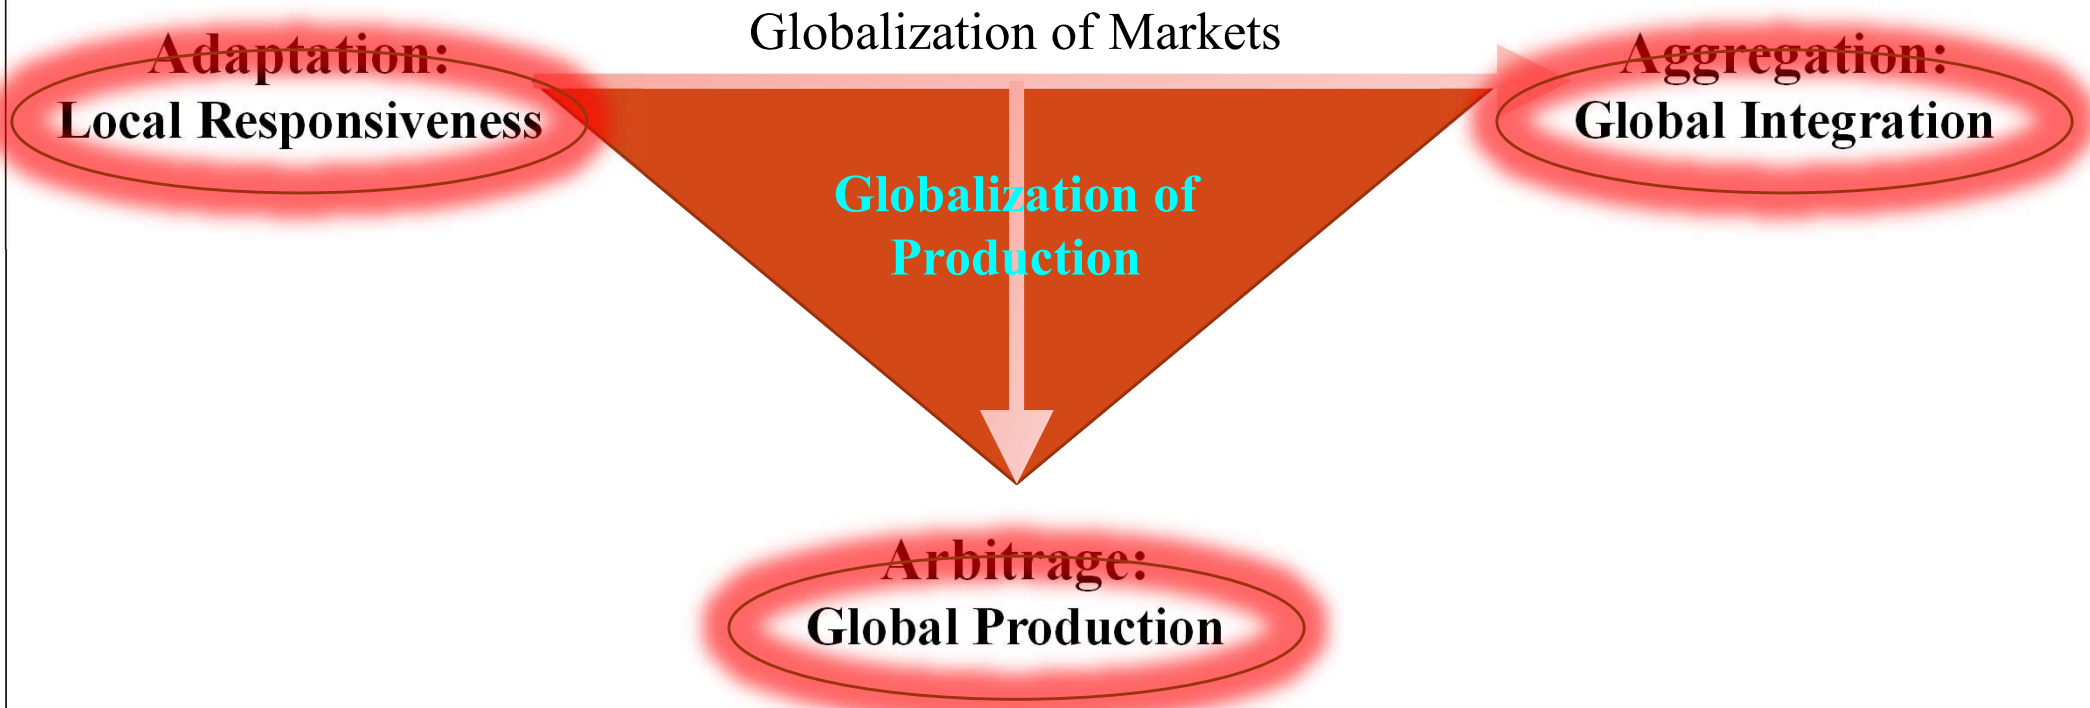 Globalization of Markets
Adaptation:
Local Responsiveness
Aggregation:
Global Integration
Globalization of
Production
Arbitrage:
Global Production